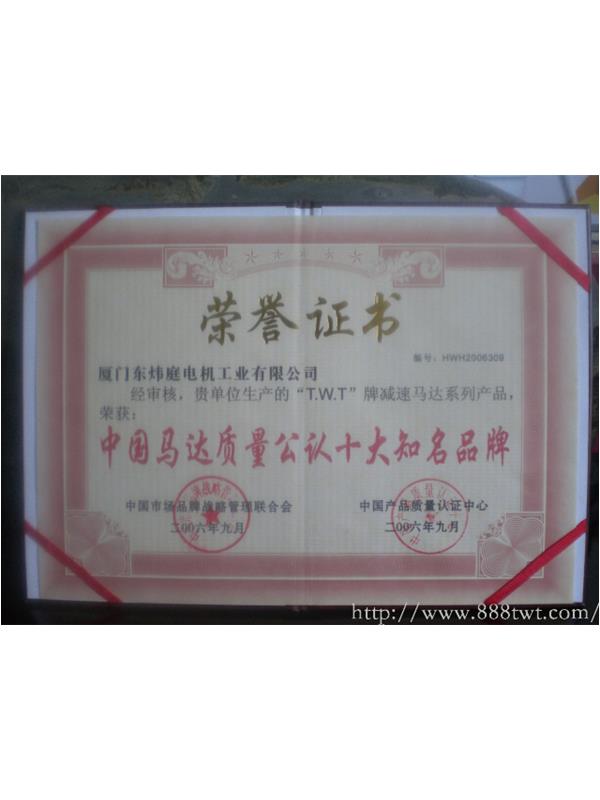 荣誉证书
编号：HWH2006309
厦门东炜庭电机工业有限公司
经审核，贵单位生产的“T.W.T”牌减速马达系列产品，
荣获：
中国马达质量公认十大知名品牌
中国市场品牌战略管理联合会 中国产品质量认证中心
二00六年九月 二00六年九月
http://www.888twt.com/